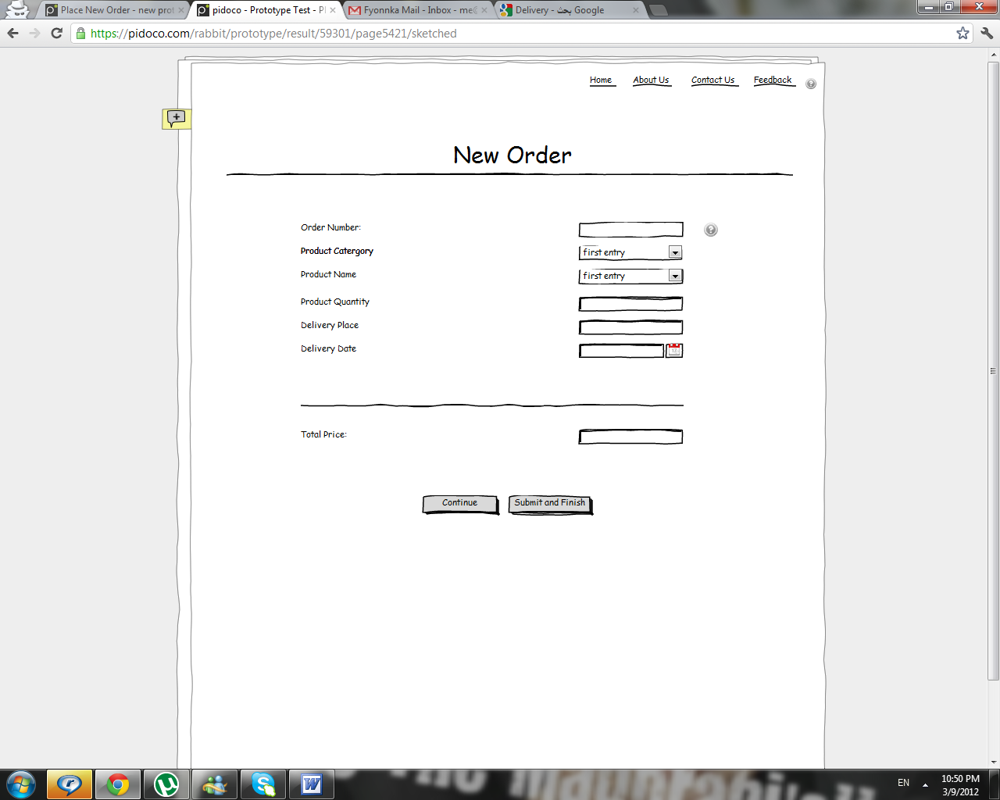 Place New Order - new prot
pidoco - Prototype Test - Pl
Fyonnka Mail - Inbox - me@
Delivery - بحث Google
https://pidoco.com/rabbit/prototype/result/59301/page5421/sketched
Home About Us Contact Us Feedback
New Order
Order Number:
Product Catergory first entry
Product Name first entry
Product Quantity
Delivery Place
Delivery Date
Total Price:
Continue Submit and Finish
EN 10:50 PM
3/9/2012